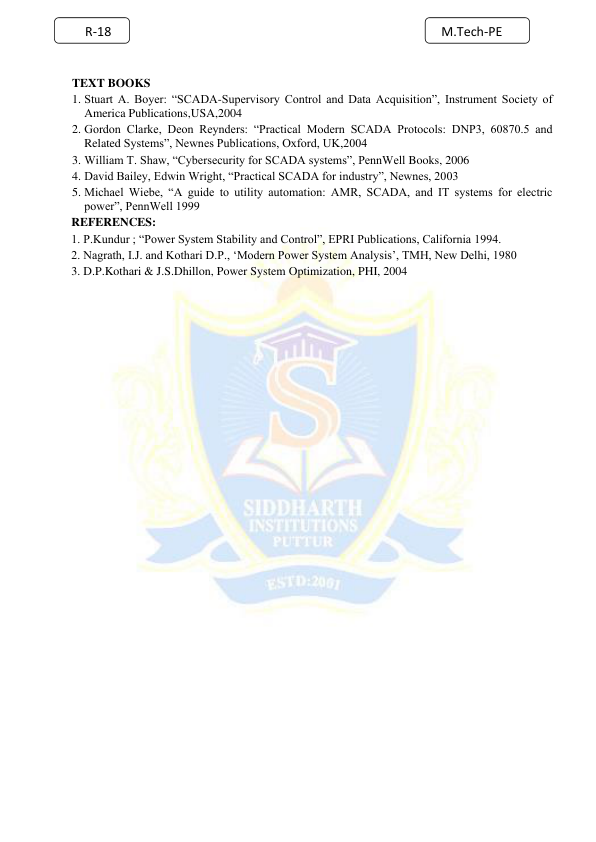 R-18
M.Tech-PE
TEXT BOOKS
1. Stuart A. Boyer: “SCADA-Supervisory Control and Data Acquisition”, Instrument Society of
America Publications,USA,2004
2. Gordon Clarke, Deon Reynders: “Practical Modern SCADA Protocols: DNP3, 60870.5 and
Related Systems”, Newnes Publications, Oxford, UK,2004
3. William T. Shaw, “Cybersecurity for SCADA systems”, PennWell Books, 2006
4. David Bailey, Edwin Wright, “Practical SCADA for industry”, Newnes, 2003
5. Michael Wiebe, “A guide to utility automation: AMR, SCADA, and IT systems for electric
power”, PennWell 1999
REFERENCES:
1. P.Kundur ; “Power System Stability and Control”, EPRI Publications, California 1994.
2. Nagrath, I.J. and Kothari D.P., ‘Modern Power System Analysis’, TMH, New Delhi, 1980
3. D.P.Kothari & J.S.Dhillon, Power System Optimization, PHI, 2004
S
SIDDHARTH
INSTITUTIONS
PUTTUR
ESTD:2001